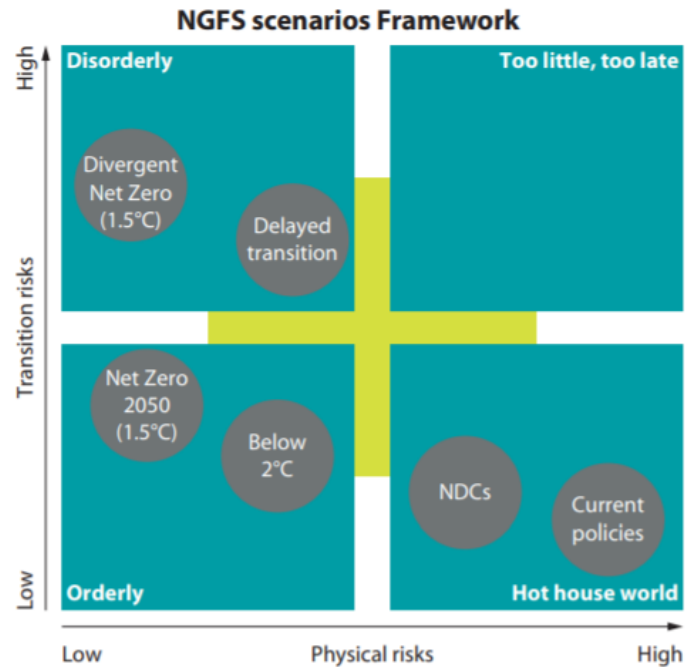 NGFS scenarios Framework
High
Transition risks
Low
Disorderly
Too little, too late
Divergent
Net Zero
(1.5°C)
Delayed
transition
Net Zero
2050
(1.5°C)
Below
2°C
NDCs
Current
policies
Orderly
Hot house world
Low
Physical risks
High